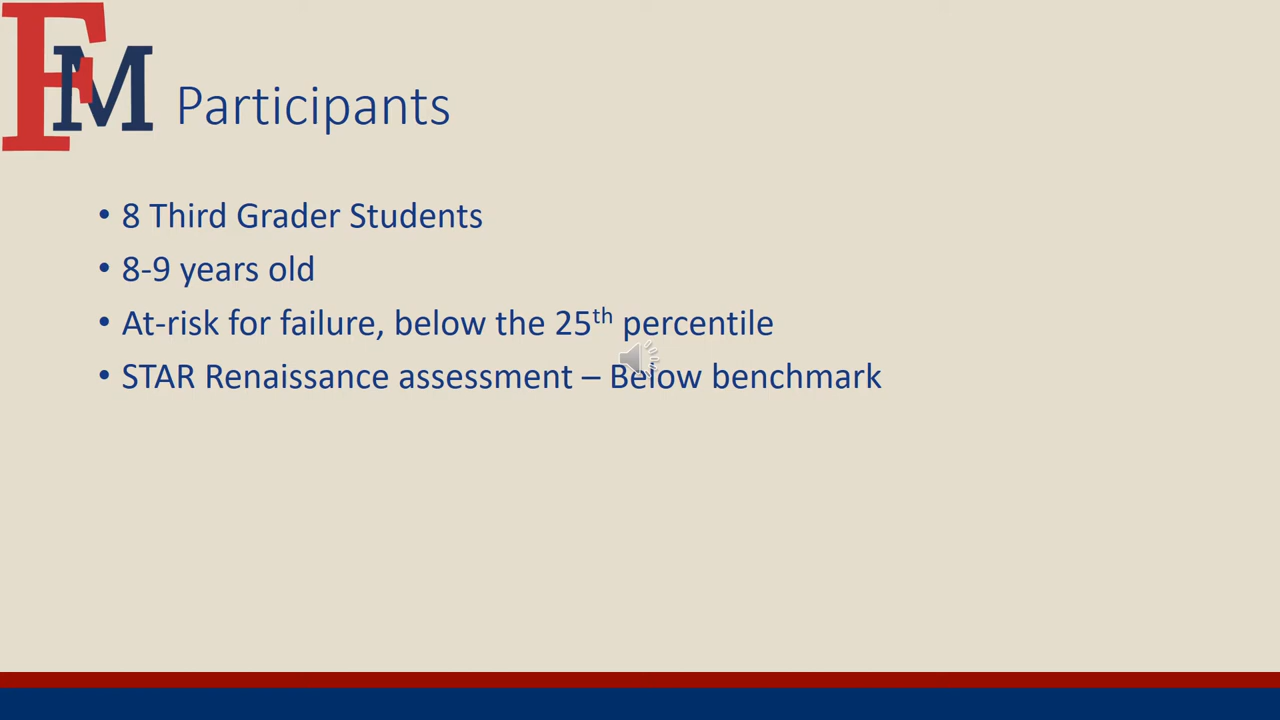 FM
Participants
• 8 Third Grader Students
• 8-9 years old
• At-risk for failure, below the 25th percentile
• STAR Renaissance assessment – Below benchmark